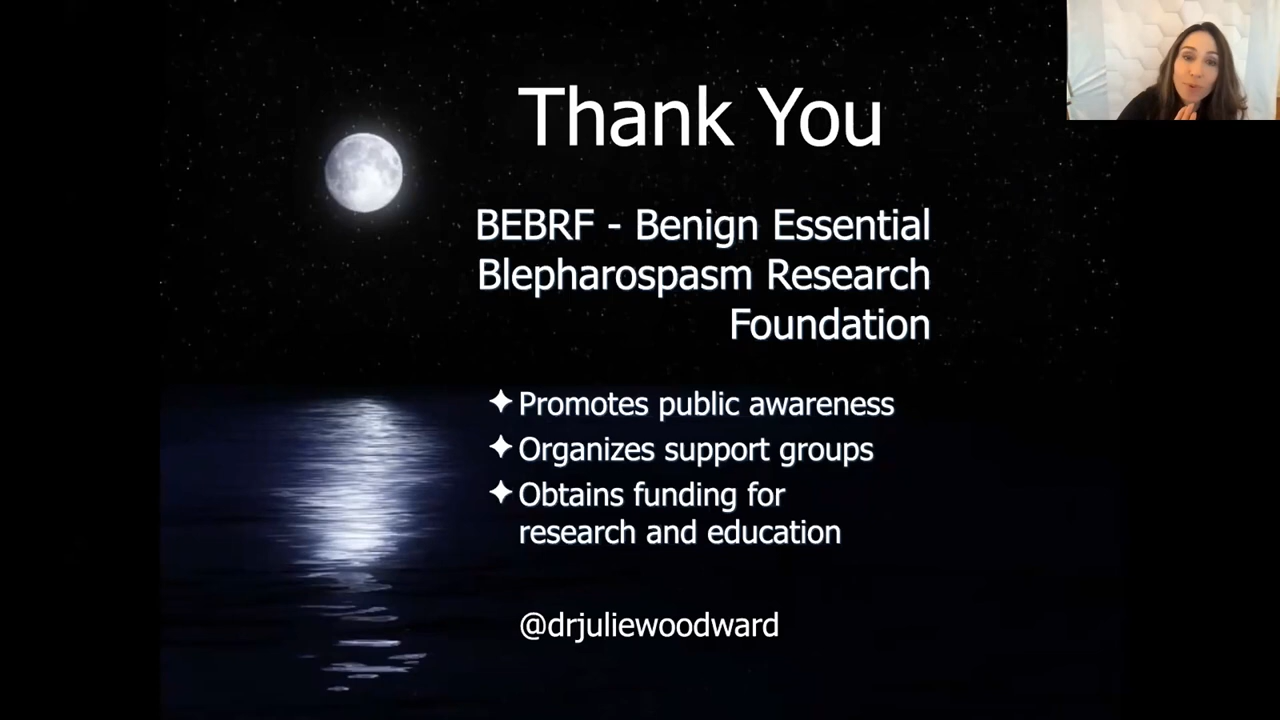 Thank You
BEBRF - Benign Essential
Blepharospasm Research
Foundation
✦Promotes public awareness
✦Organizes support groups
✦Obtains funding for
research and education
@drjuliewoodward